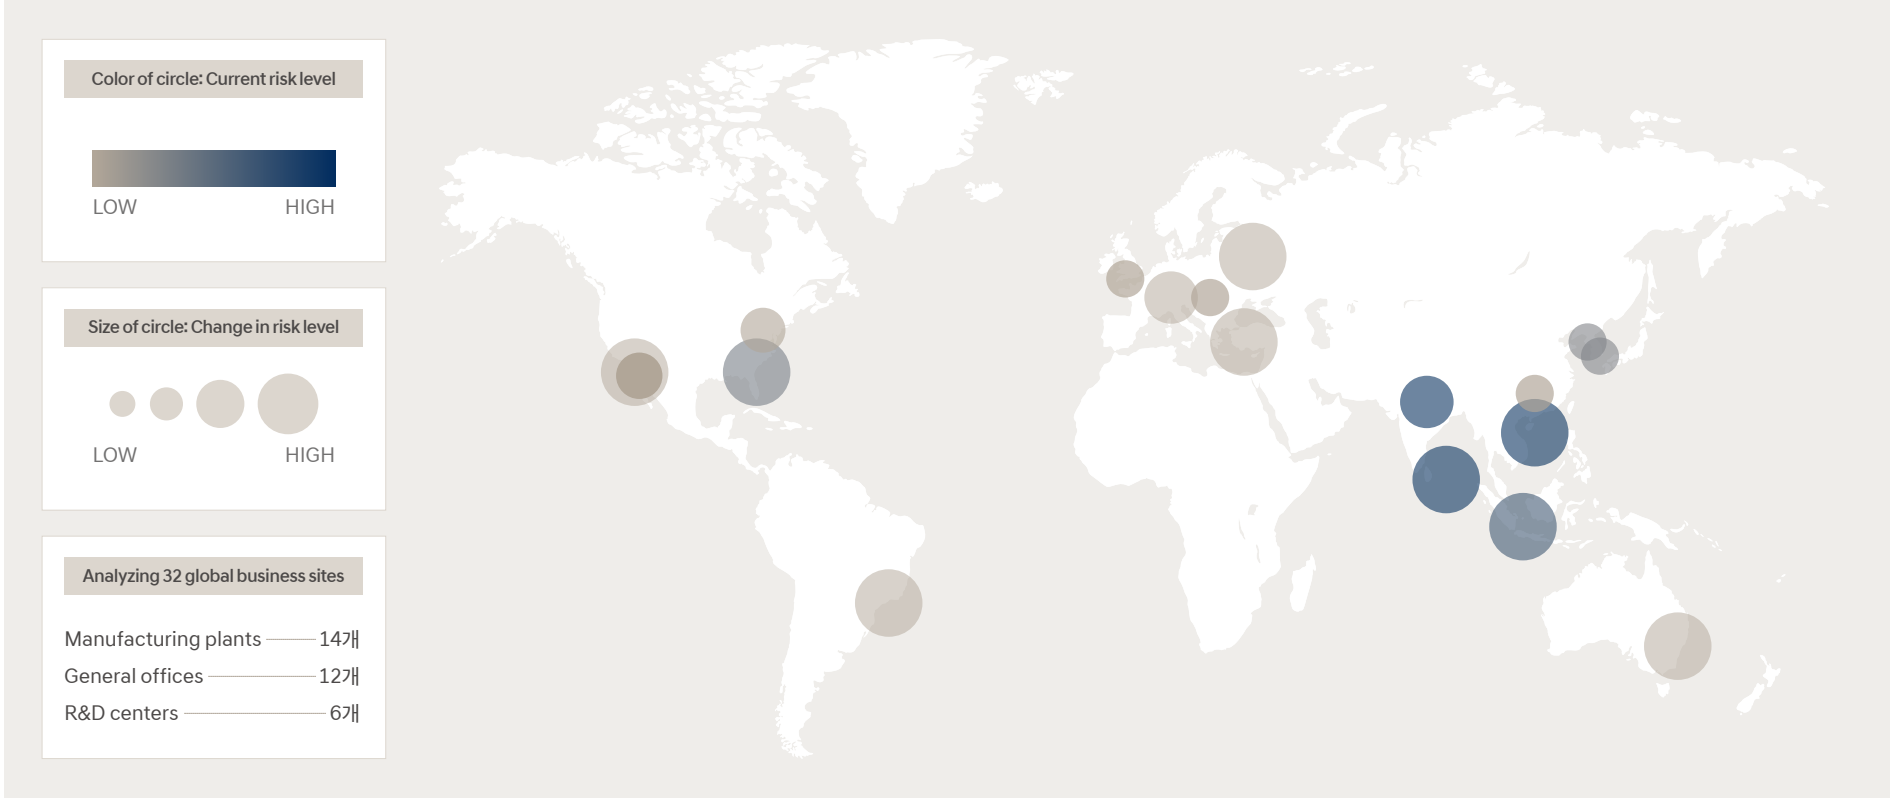 Color of circle: Current risk level
LOW HIGH
Size of circle: Change in risk level
LOW HIGH
Analyzing 32 global business sites
Manufacturing plants 14개
General offices 12개
R&D centers 6개